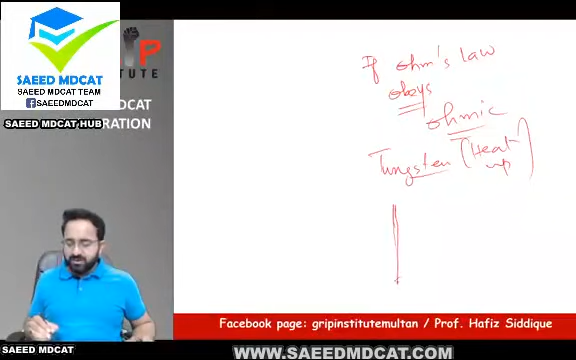 SAEED MDCAT
SAEED MDCAT TEAM
f@SAEEDMDCAT
SAEED MDCAT HUB
If ohm's law
obeys
ohmic
Tungsten (Heat
up)
Facebook page: gripinstitutemultan / Prof. Hafiz Siddique
SAEED MDCAT
WWW.SAEEDMDCAT.COM